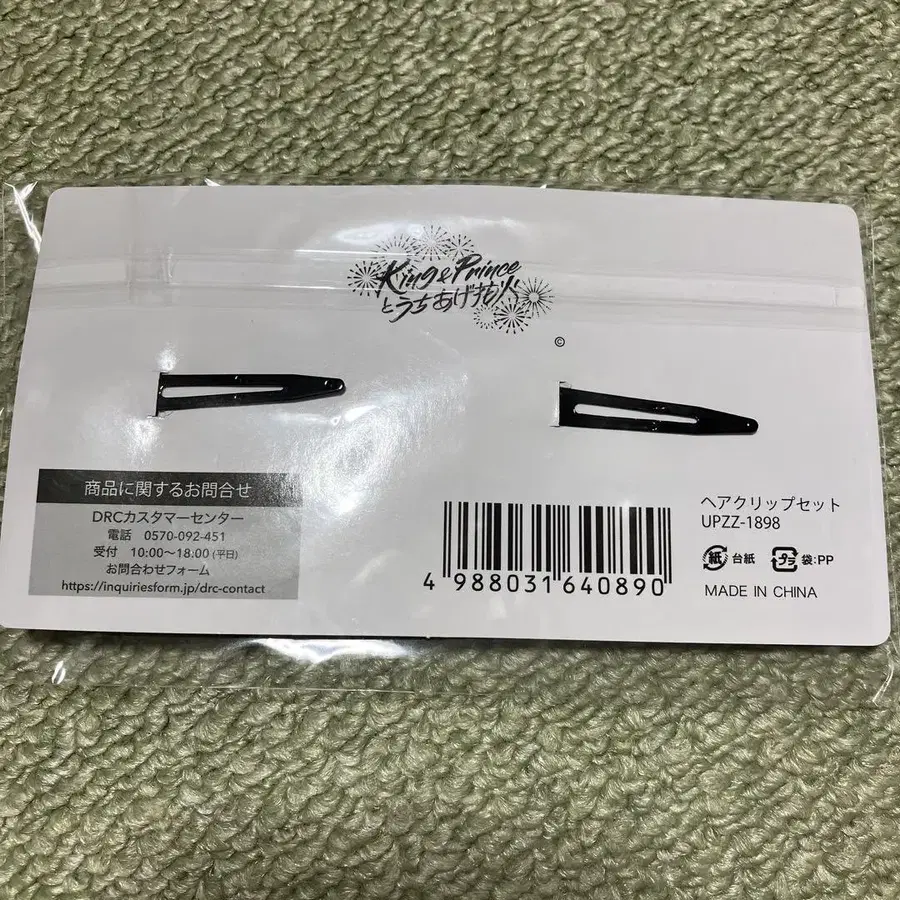 King&Prince
とうちあげ花火
©
商品に関するお問合せ
DRCカスタマーセンター
電話 0570-092-451
受付 10:00～18:00(平日)
お問合わせフォーム
https://inquiriesform.jp/drc-contact
4 988031 640890
ヘアクリップセット
UPZZ-1898
紙 台紙 プラ 袋:PP
MADE IN CHINA